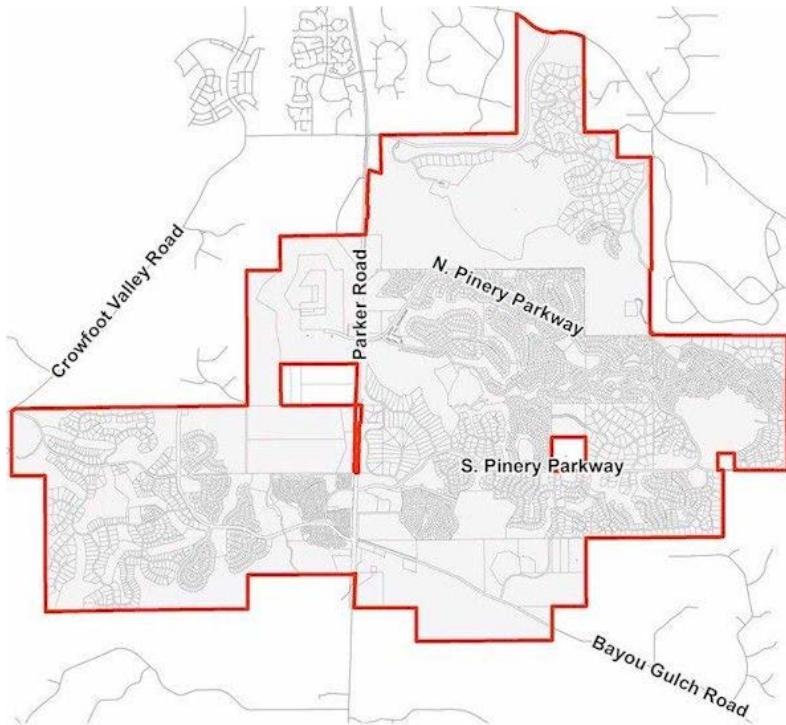 Crowfoot Valley Road
Parker Road
N. Pinery Parkway
S. Pinery Parkway
Bayou Gulch Road